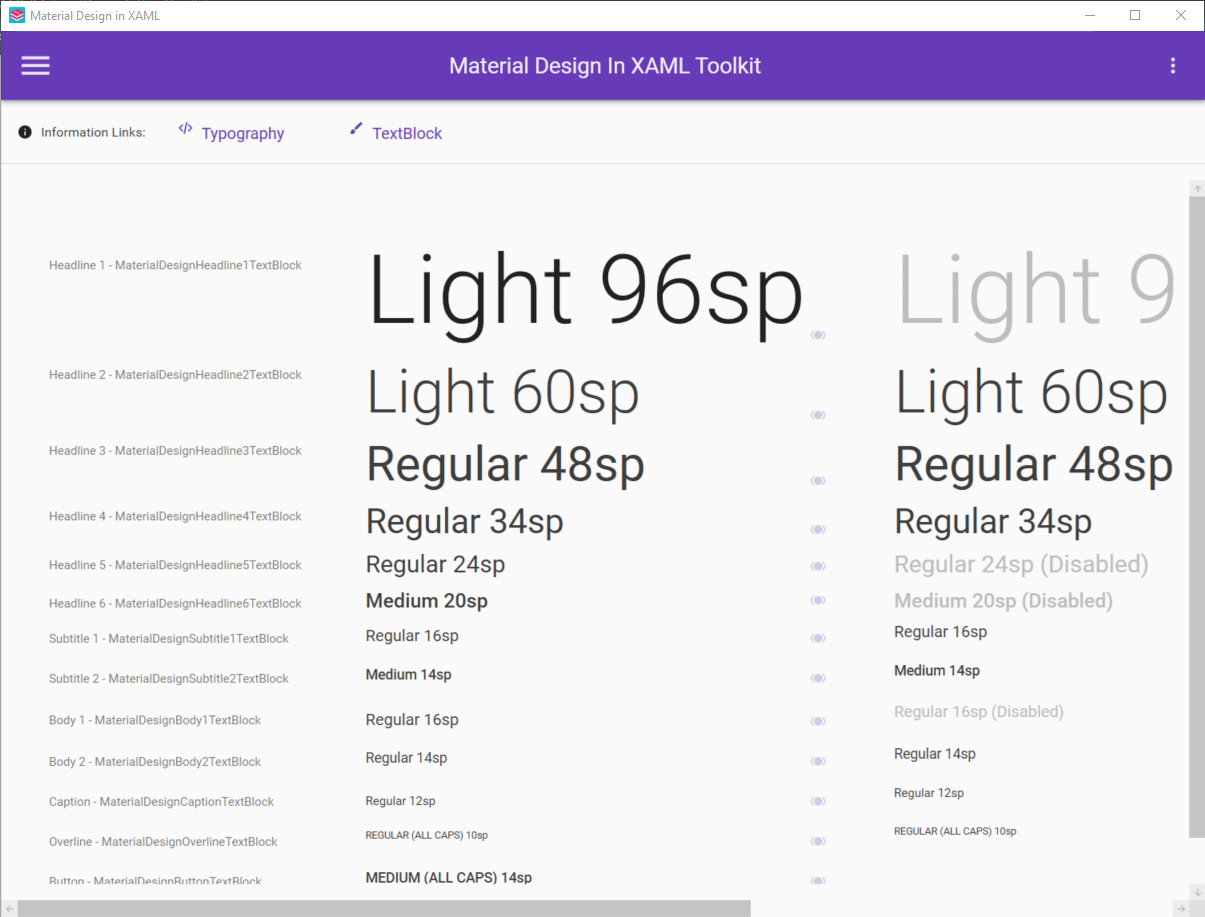 Material Design in XAML
Material Design In XAML Toolkit
Information Links: Typography TextBlock
Headline 1 - MaterialDesignHeadline1TextBlock Light 96sp Light 9
Headline 2 - MaterialDesignHeadline2TextBlock Light 60sp Light 60sp
Headline 3 - MaterialDesignHeadline3TextBlock Regular 48sp Regular 48sp
Headline 4 - MaterialDesignHeadline4TextBlock Regular 34sp Regular 34sp
Headline 5 - MaterialDesignHeadline5TextBlock Regular 24sp Regular 24sp (Disabled)
Headline 6 - MaterialDesignHeadline6TextBlock Medium 20sp Medium 20sp (Disabled)
Subtitle 1 - MaterialDesignSubtitle1TextBlock Regular 16sp Regular 16sp
Subtitle 2 - MaterialDesignSubtitle2TextBlock Medium 14sp Medium 14sp
Body 1 - MaterialDesignBody1TextBlock Regular 16sp Regular 16sp (Disabled)
Body 2 - MaterialDesignBody2TextBlock Regular 14sp Regular 14sp
Caption - MaterialDesignCaptionTextBlock Regular 12sp Regular 12sp
Overline - MaterialDesignOverlineTextBlock REGULAR (ALL CAPS) 10sp REGULAR (ALL CAPS) 10sp
Button - MaterialDesignButtonTextBlock MEDIUM (ALL CAPS) 14sp